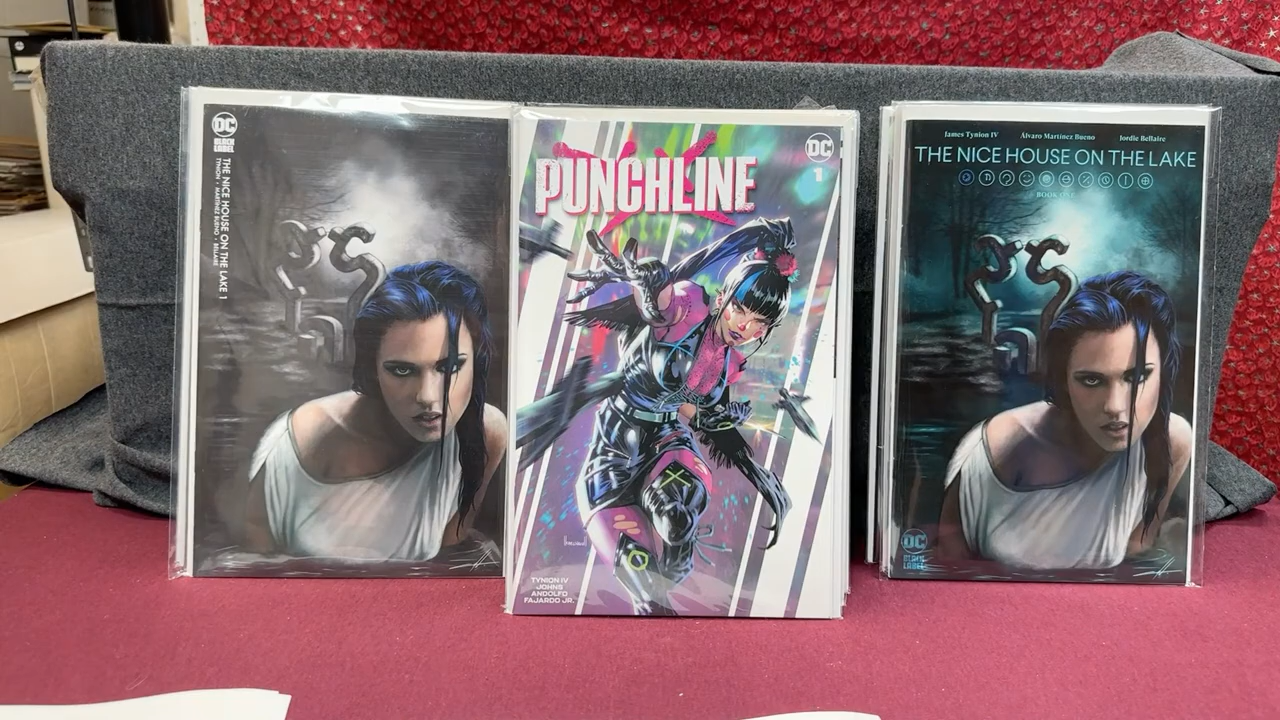 DC
BLACK
LABEL
THE NICE HOUSE ON THE LAKE 1
TYNION • MARTÍNEZ BUENO • BELLAIRE
PUNCHLINE
DC
1
TYNION IV
JOHNS
ANDOLFO
FAJARDO JR.
James Tynion IV Álvaro Martínez Bueno Jordie Bellaire
THE NICE HOUSE ON THE LAKE
BOOK ONE
DC
BLACK
LABEL